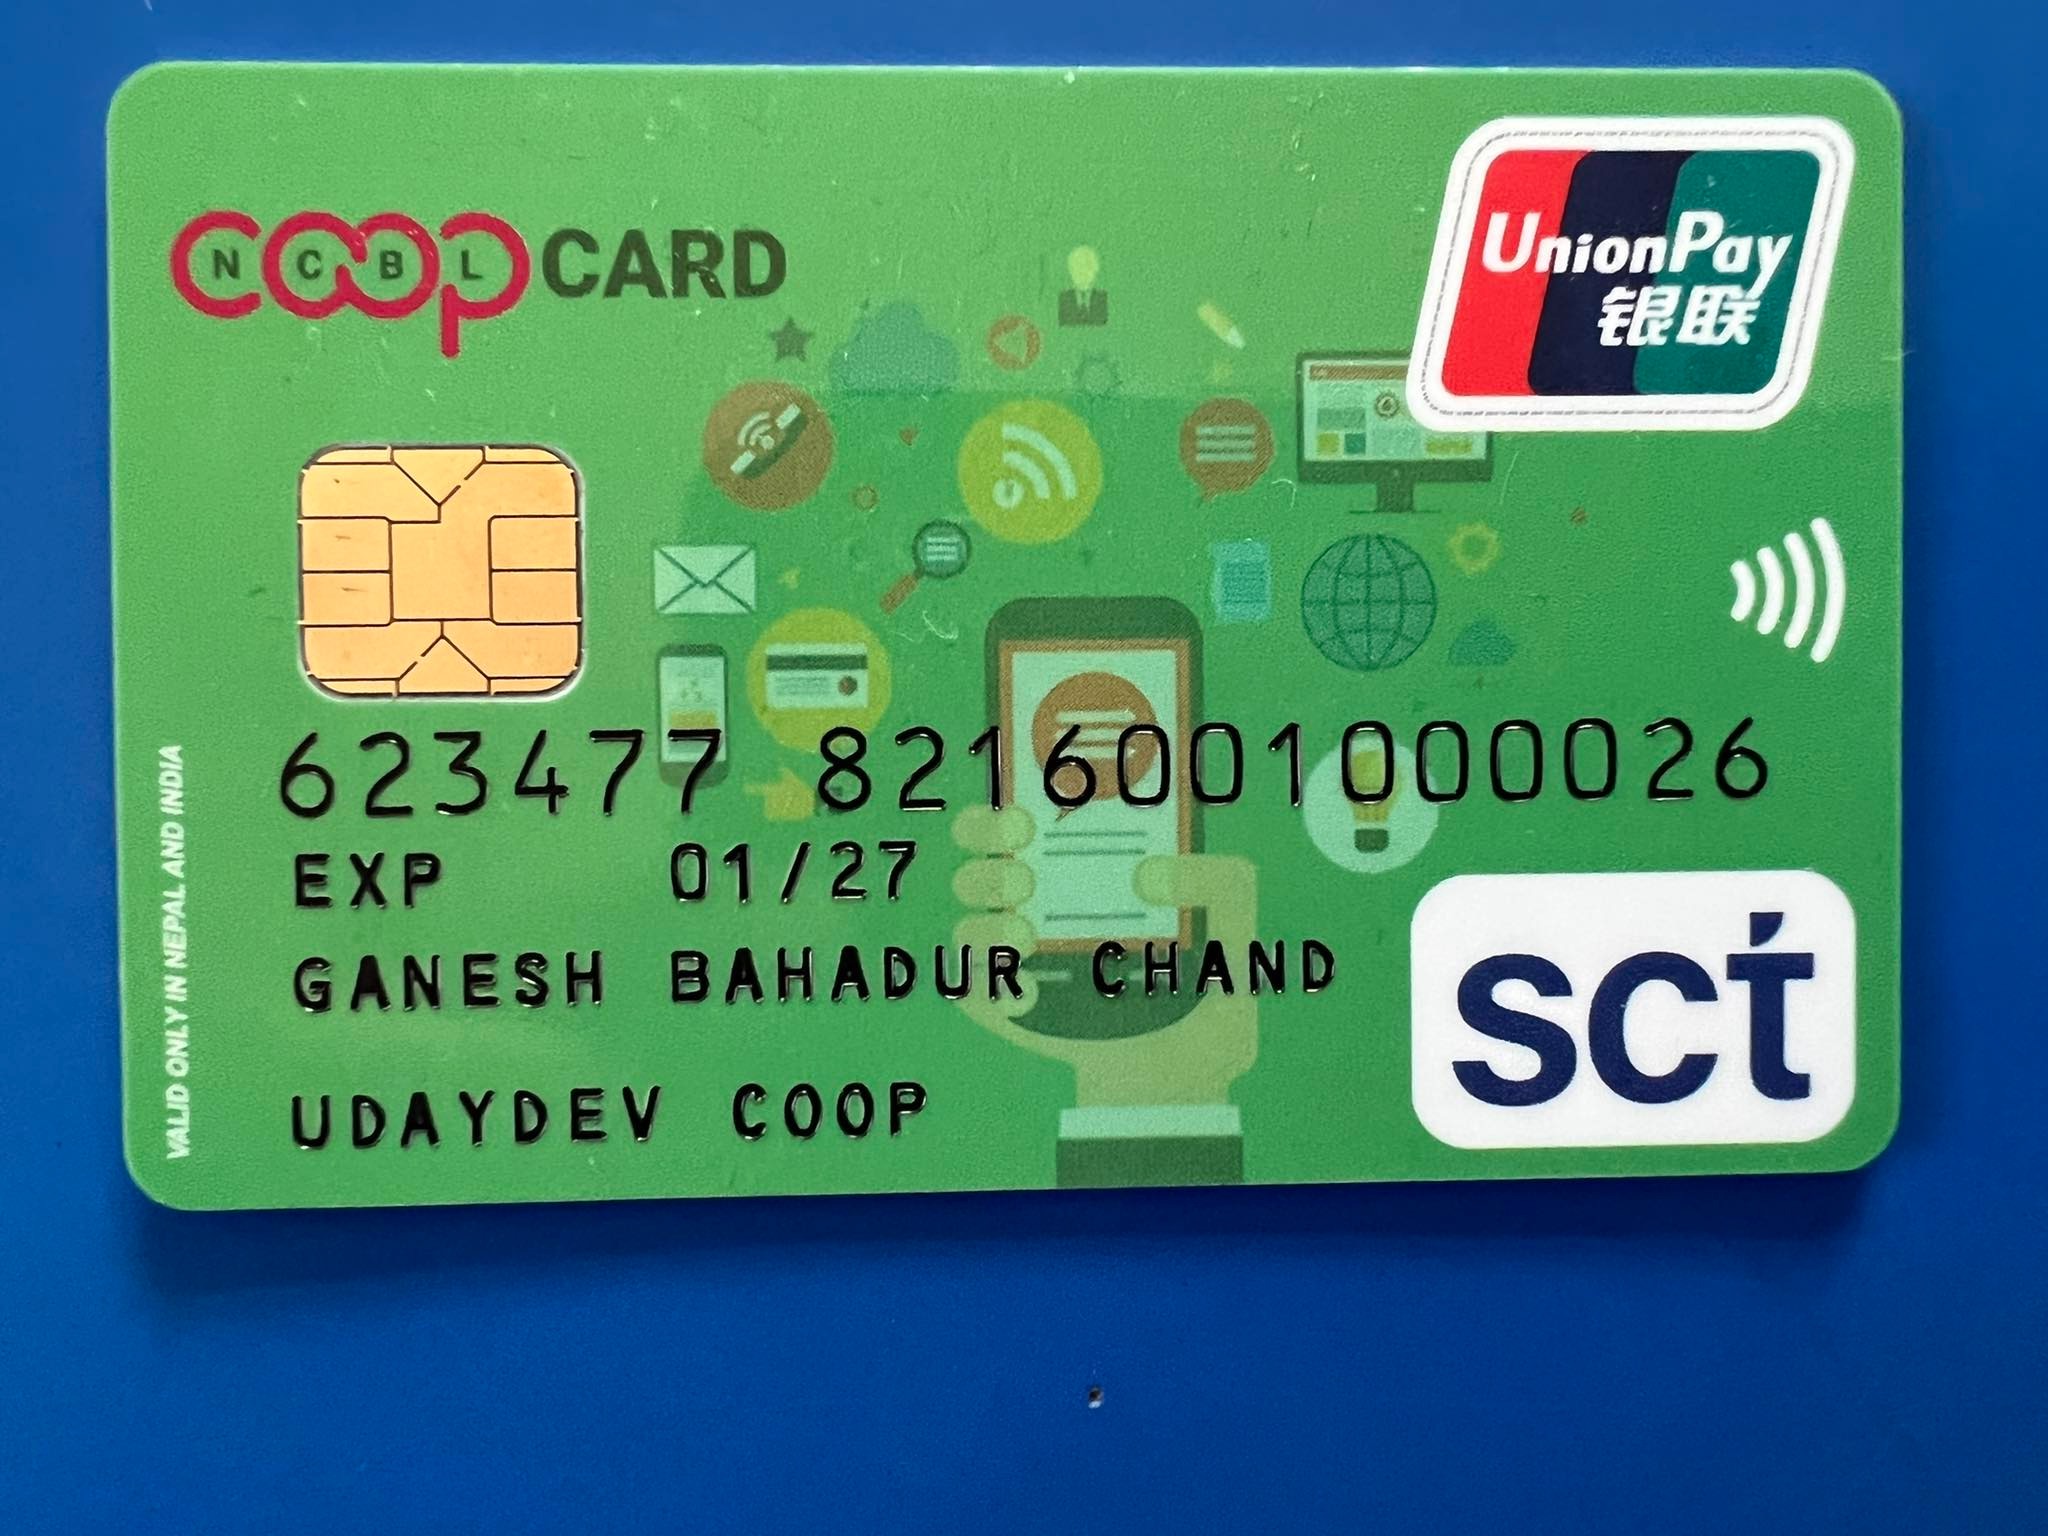 NCBL COOP CARD
UnionPay
银联
623477 8216001000026
EXP 01/27
GANESH BAHADUR CHAND
UDAYDEV COOP
sct
VALID ONLY IN NEPAL AND INDIA